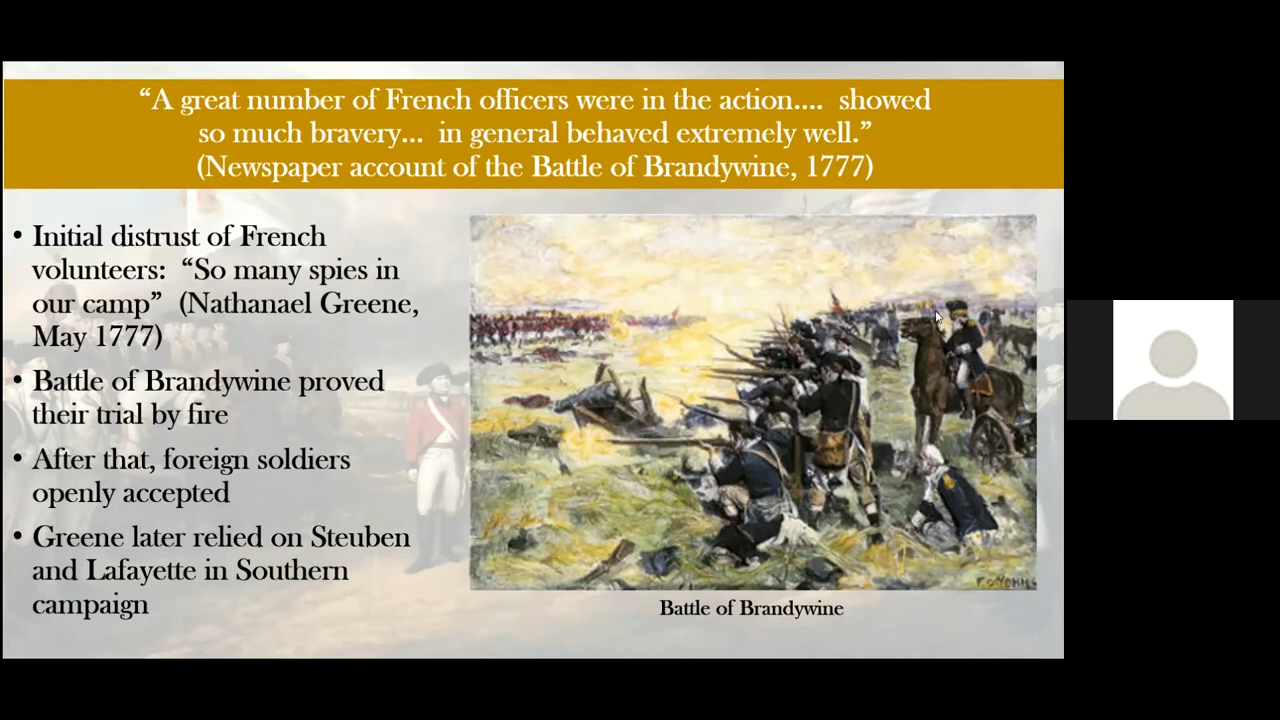 “A great number of French officers were in the action.... showed
so much bravery... in general behaved extremely well.”
(Newspaper account of the Battle of Brandywine, 1777)
• Initial distrust of French
volunteers: “So many spies in
our camp” (Nathanael Greene,
May 1777)
• Battle of Brandywine proved
their trial by fire
• After that, foreign soldiers
openly accepted
• Greene later relied on Steuben
and Lafayette in Southern
campaign
Battle of Brandywine